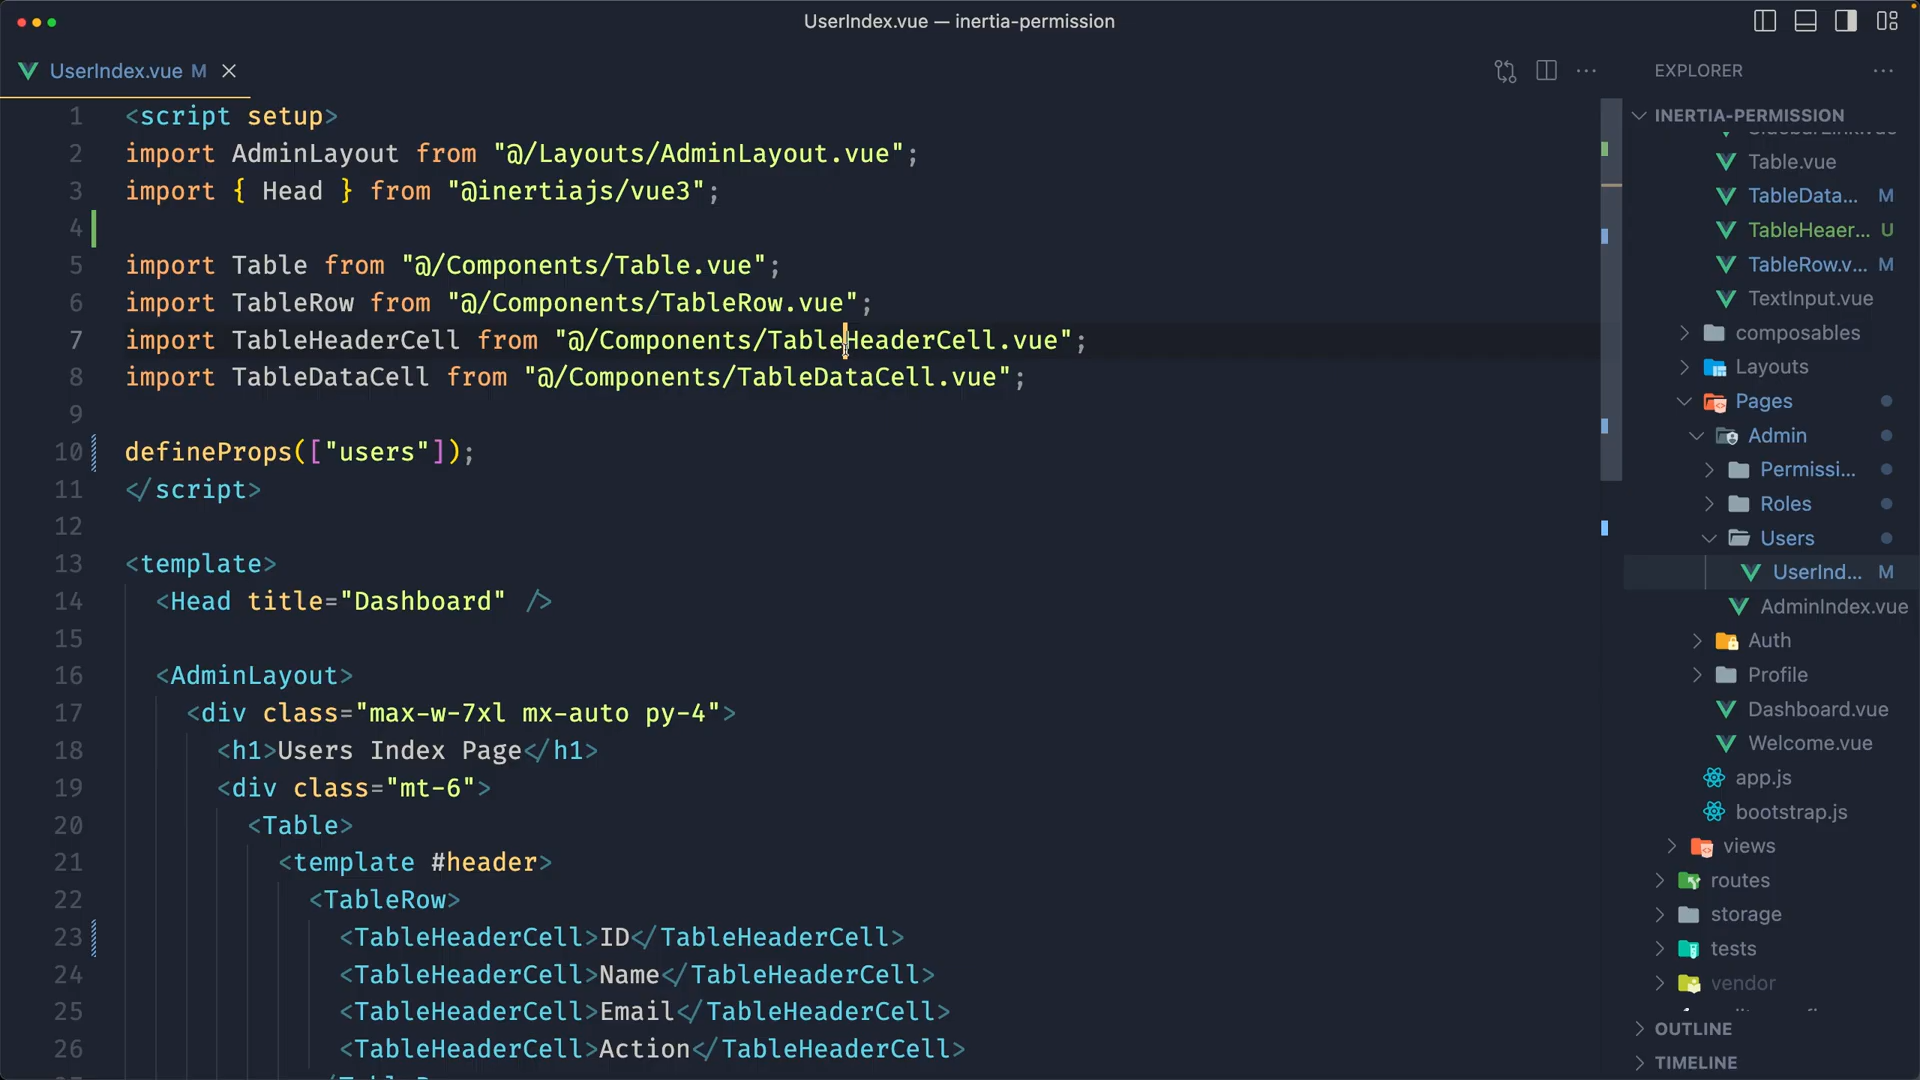 UserIndex.vue — inertia-permission
UserIndex.vue M
1 <script setup>
2 import AdminLayout from "@/Layouts/AdminLayout.vue";
3 import { Head } from "@inertiajs/vue3";
4
5 import Table from "@/Components/Table.vue";
6 import TableRow from "@/Components/TableRow.vue";
7 import TableHeaderCell from "@/Components/TableHeaderCell.vue";
8 import TableDataCell from "@/Components/TableDataCell.vue";
9
10 defineProps(["users"]);
11 </script>
12
13 <template>
14 <Head title="Dashboard" />
15
16 <AdminLayout>
17 <div class="max-w-7xl mx-auto py-4">
18 <h1>Users Index Page</h1>
19 <div class="mt-6">
20 <Table>
21 <template #header>
22 <TableRow>
23 <TableHeaderCell>ID</TableHeaderCell>
24 <TableHeaderCell>Name</TableHeaderCell>
25 <TableHeaderCell>Email</TableHeaderCell>
26 <TableHeaderCell>Action</TableHeaderCell>
EXPLORER
INERTIA-PERMISSION
Table.vue
TableData... M
TableHeaer... U
TableRow.v... M
TextInput.vue
composables
Layouts
Pages
Admin
Permissi...
Roles
Users
UserInd... M
AdminIndex.vue
Auth
Profile
Dashboard.vue
Welcome.vue
app.js
bootstrap.js
views
routes
storage
tests
vendor
OUTLINE
TIMELINE